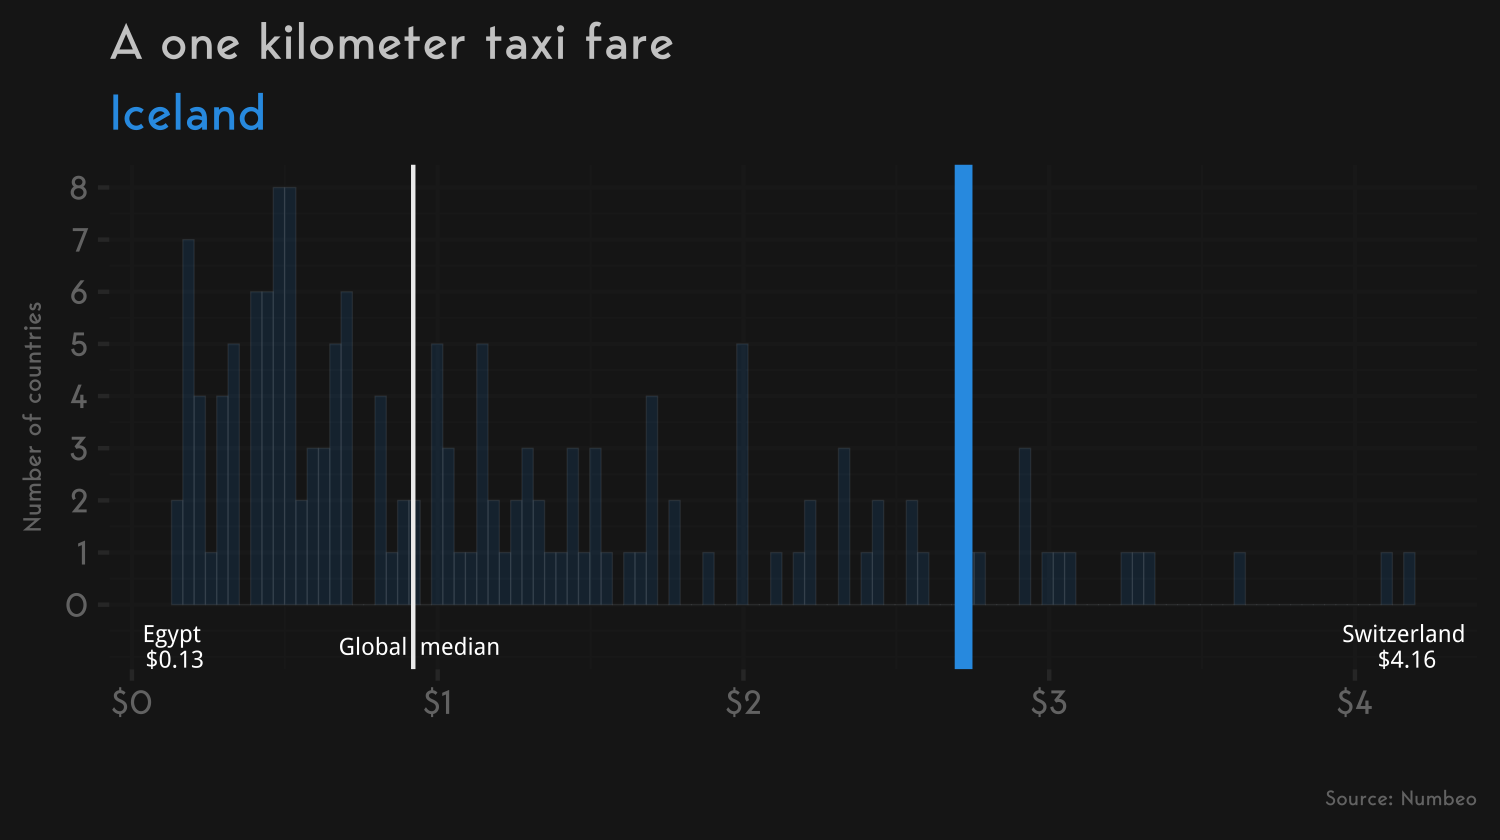 A one kilometer taxi fare
Iceland
Number of countries
8
7
6
5
4
3
2
1
0
Egypt
$0.13
Global median
Switzerland
$4.16
$0 $1 $2 $3 $4
Source: Numbeo